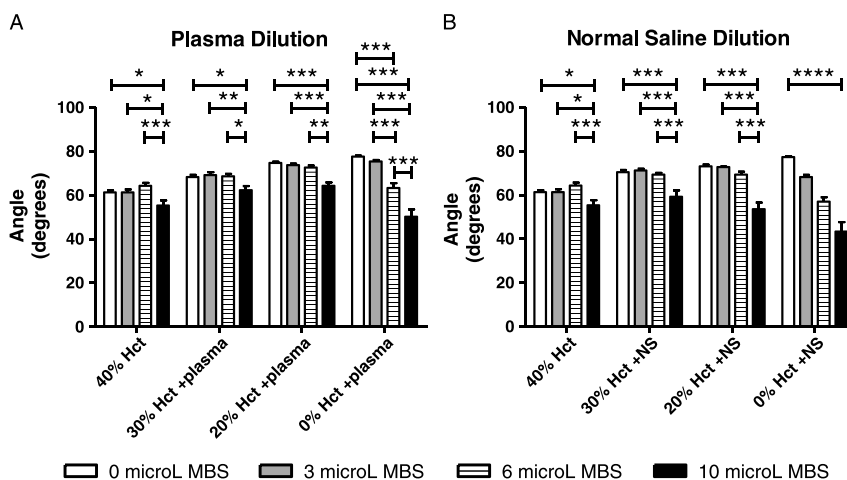 A
Plasma Dilution
***
* * *** ***
* ** *** ***
*** * ** ***
***
100
80
60
40
20
0
Angle
(degrees)
40% Hct
30% Hct +plasma
20% Hct +plasma
0% Hct +plasma
B
Normal Saline Dilution
* *** *** ****
* *** ***
*** *** ***
100
80
60
40
20
0
Angle
(degrees)
40% Hct
30% Hct +NS
20% Hct +NS
0% Hct +NS
0 microL MBS 3 microL MBS 6 microL MBS 10 microL MBS